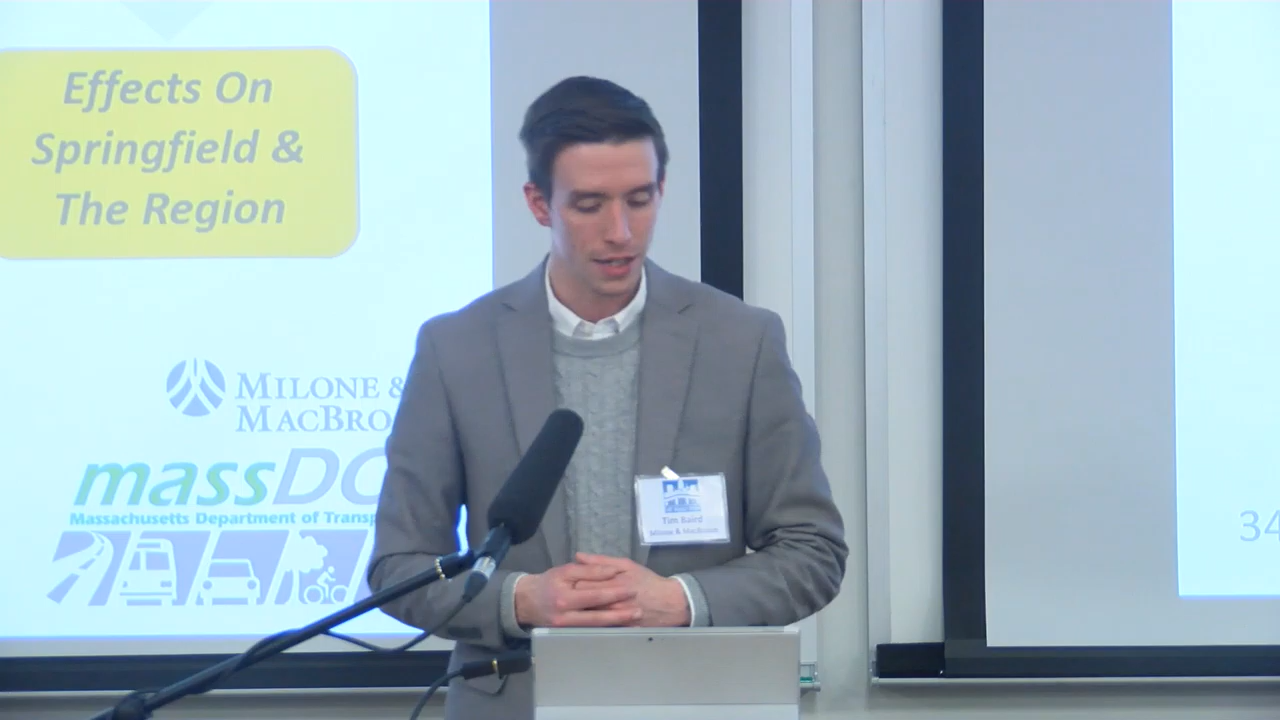 Effects On
Springfield &
The Region
MILONE &
MACBRO
massDO
Massachusetts Department of Transp
Tim Baird
Milone & MacBroom
34